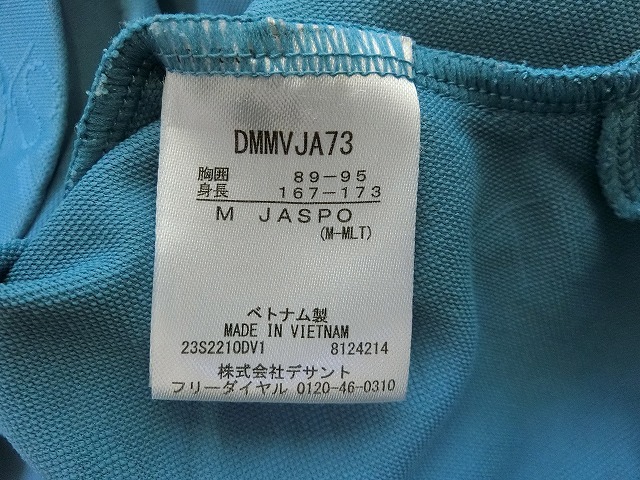 DMMVJA73
胸囲 89-95
身長 167-173
M JASPO
(M-MLT)
ベトナム製
MADE IN VIETNAM
23S2210DV1 8124214
株式会社デサント
フリーダイヤル 0120-46-0310